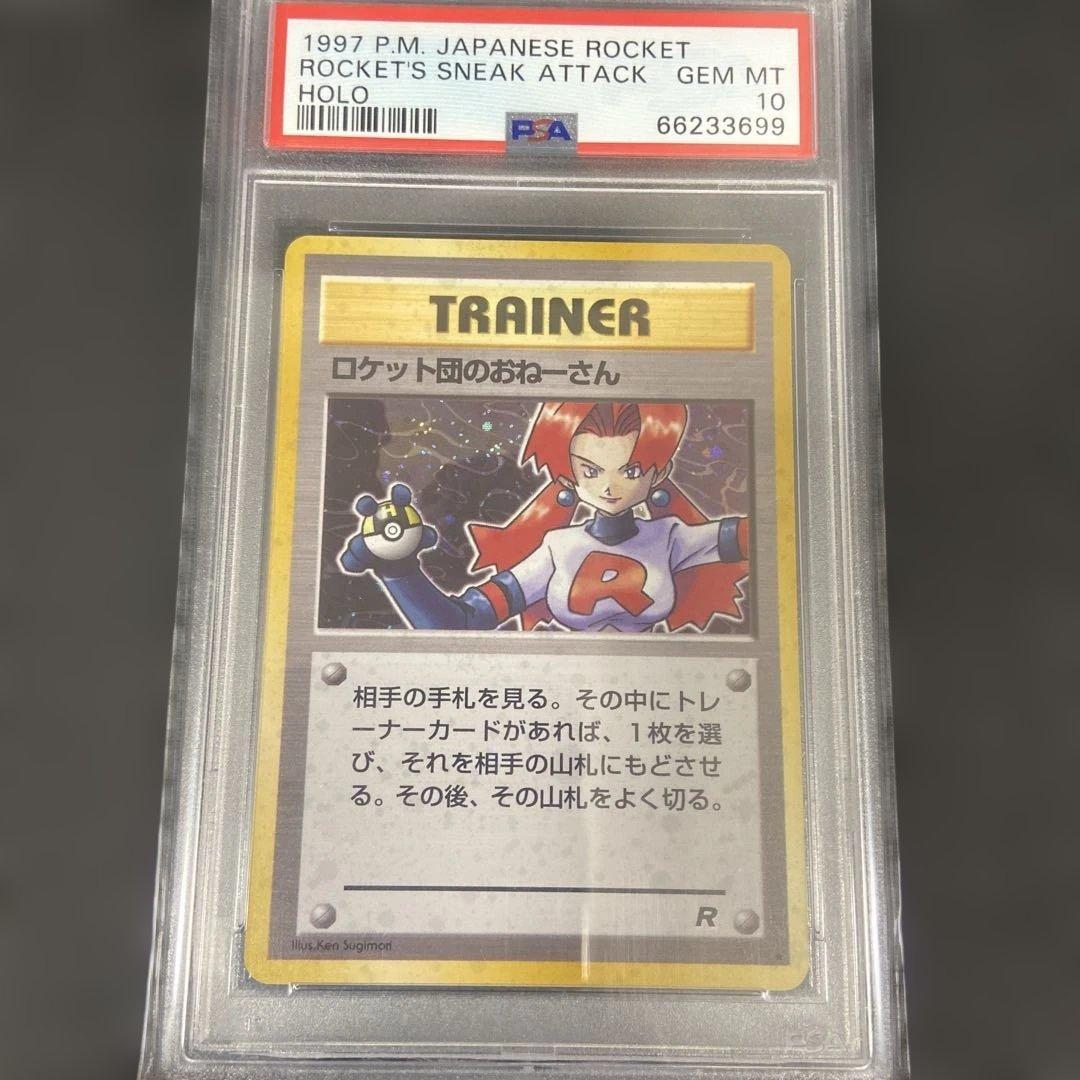 1997 P.M. JAPANESE ROCKET
ROCKET'S SNEAK ATTACK GEM MT
HOLO 10
PSA 66233699
TRAINER
ロケット団のおねーさん
H
R
相手の手札を見る。その中にトレ
ーナーカードがあれば、1枚を選
び、それを相手の山札にもどさせ
る。その後、その山札をよく切る。
R
Illus.Ken Sugimori
PSA